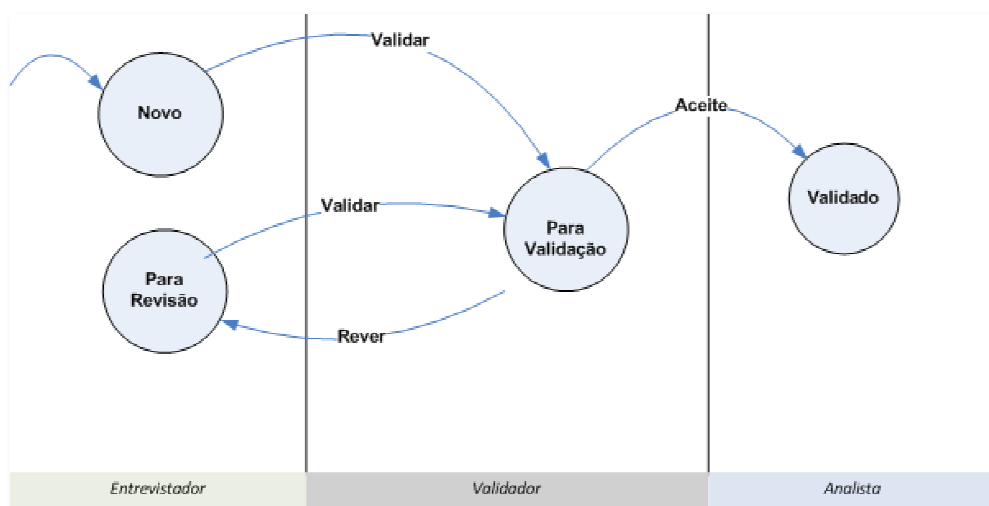 Validar
Novo
Aceite
Validar
Validado
Para
Validação
Para
Revisão
Rever
Entrevistador
Validador
Analista